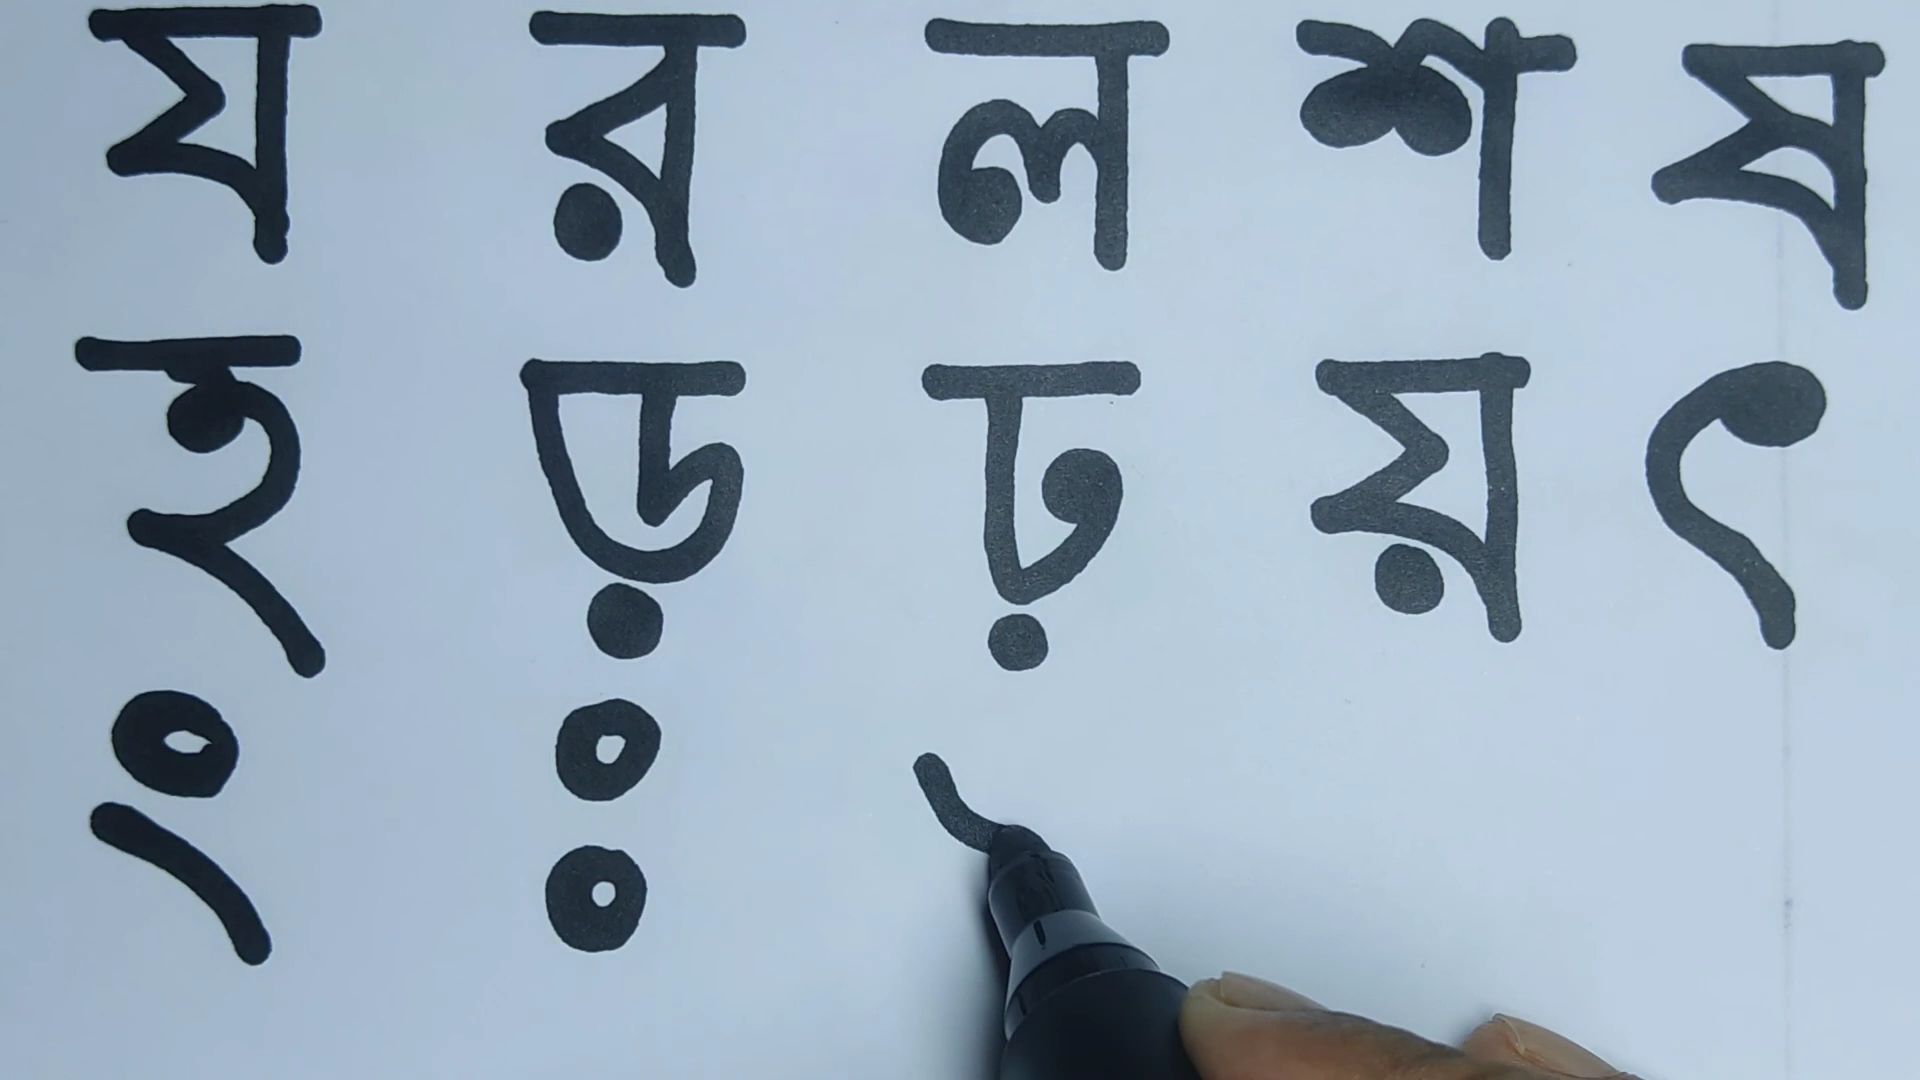 য র ল শ ষ
হ ড় ঢ় য় ৎ
ং ঃ